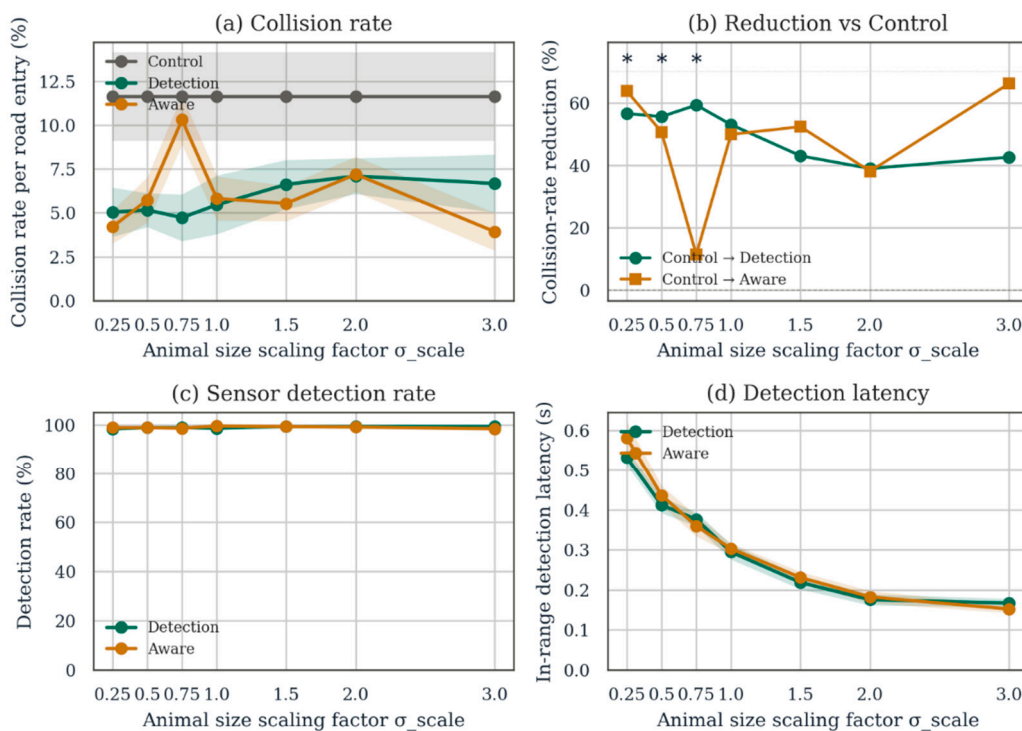 (a) Collision rate
Collision rate per road entry (%)
12.5
10.0
7.5
5.0
2.5
0.0
Control
Detection
Aware
0.25 0.5 0.75 1.0 1.5 2.0 3.0
Animal size scaling factor σ_scale
(b) Reduction vs Control
Collision-rate reduction (%)
60
40
20
0
* * *
Control → Detection
Control → Aware
0.25 0.5 0.75 1.0 1.5 2.0 3.0
Animal size scaling factor σ_scale
(c) Sensor detection rate
Detection rate (%)
100
80
60
40
20
0
Detection
Aware
0.25 0.5 0.75 1.0 1.5 2.0 3.0
Animal size scaling factor σ_scale
(d) Detection latency
In-range detection latency (s)
0.6
0.5
0.4
0.3
0.2
0.1
0.0
Detection
Aware
0.25 0.5 0.75 1.0 1.5 2.0 3.0
Animal size scaling factor σ_scale